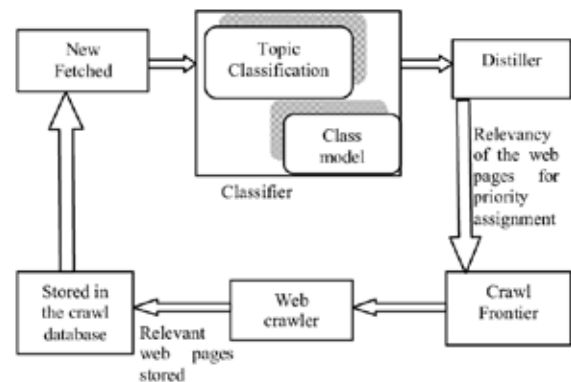 New
Fetched
Topic
Classification
Class
model
Classifier
Distiller
Relevancy
of the web
pages for
priority
assignment
Crawl
Frontier
Web
crawler
Relevant
web pages
stored
Stored in
the crawl
database